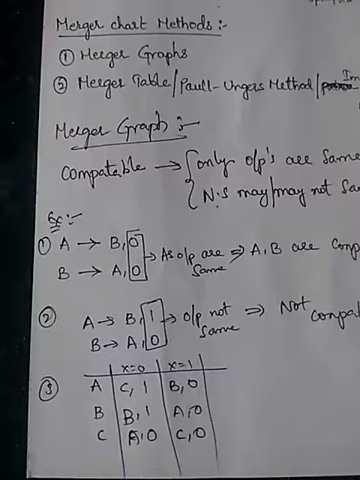 Merger chart Methods:-
① Merger Graphs
② Merger Table/Paull-Ungers Method/
Merger Graph:-
Compatable → only o/p's are same
N.S may/may not
Ex:-
① A → B, 0 → As o/p are same ⇒ A, B are
B → A, 0
② A → B, 1 → o/p not same ⇒ Not
B → A, 0
③ x=0 x=1
A C, 1 B, 0
B B, 1 A, 0
C A, 0 C, 0